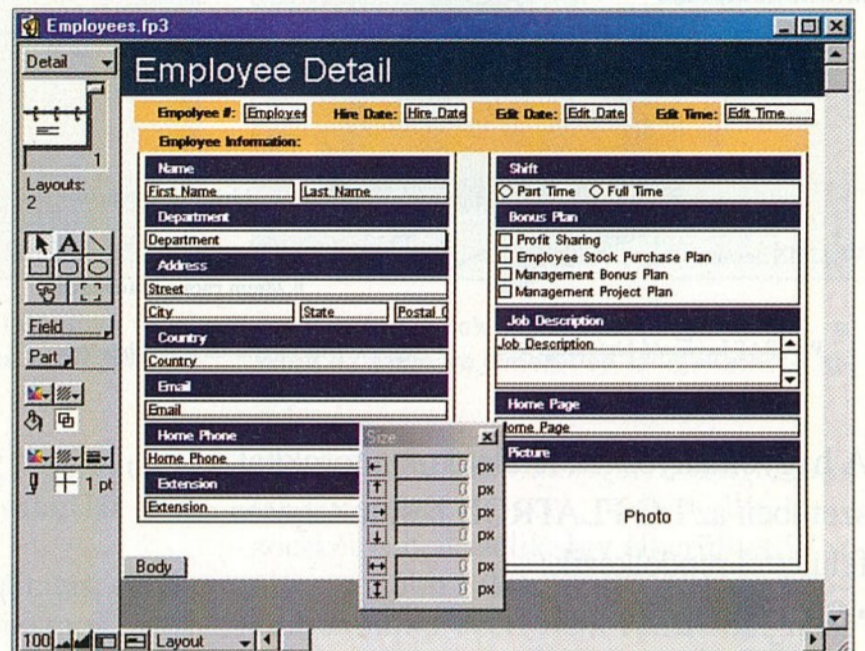 Employees.fp3
Detail
1
Layouts:
2
A
Field
Part
1 pt
100
Layout
Employee Detail
Empolyee #: Employee Hire Date: Hire Date Edit Date: Edit Date Edit Time: Edit Time
Employee Information:
Name
First Name Last Name
Department
Department
Address
Street
City State Postal C
Country
Country
Email
Email
Home Phone
Home Phone
Extension
Extension
Body
Shift
Part Time Full Time
Bonus Plan
Profit Sharing
Employee Stock Purchase Plan
Management Bonus Plan
Management Project Plan
Job Description
Job Description
Home Page
Home Page
Picture
Photo
Size
0 px
0 px
0 px
0 px
0 px
0 px